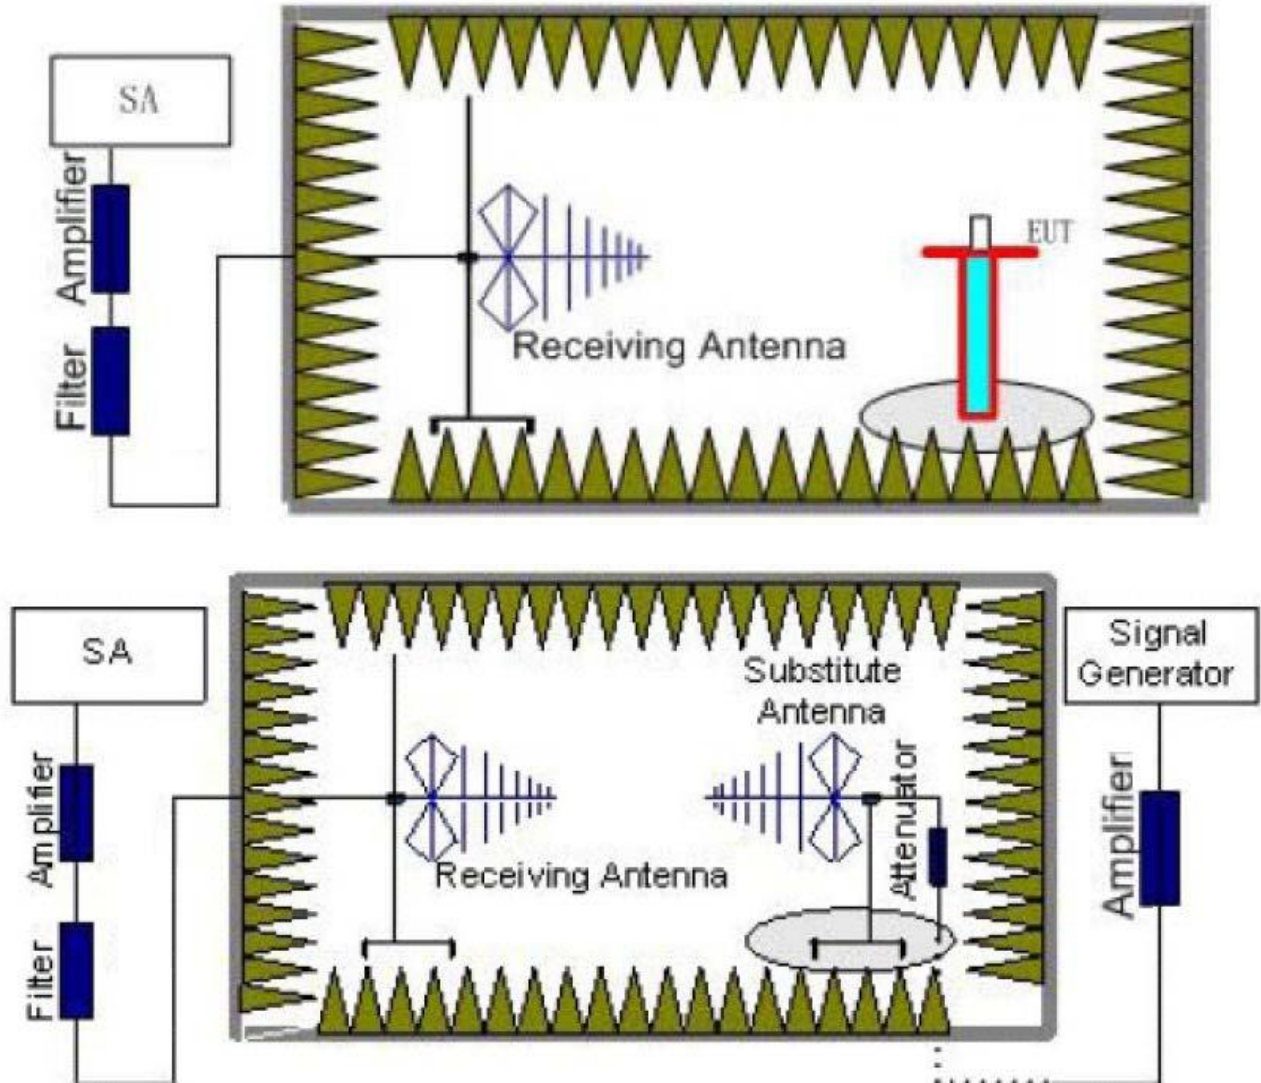 SA
Amplifier
Filter
EUT
Receiving Antenna
SA
Amplifier
Filter
Receiving Antenna
Substitute
Antenna
Attenuator
Signal
Generator
Amplifier